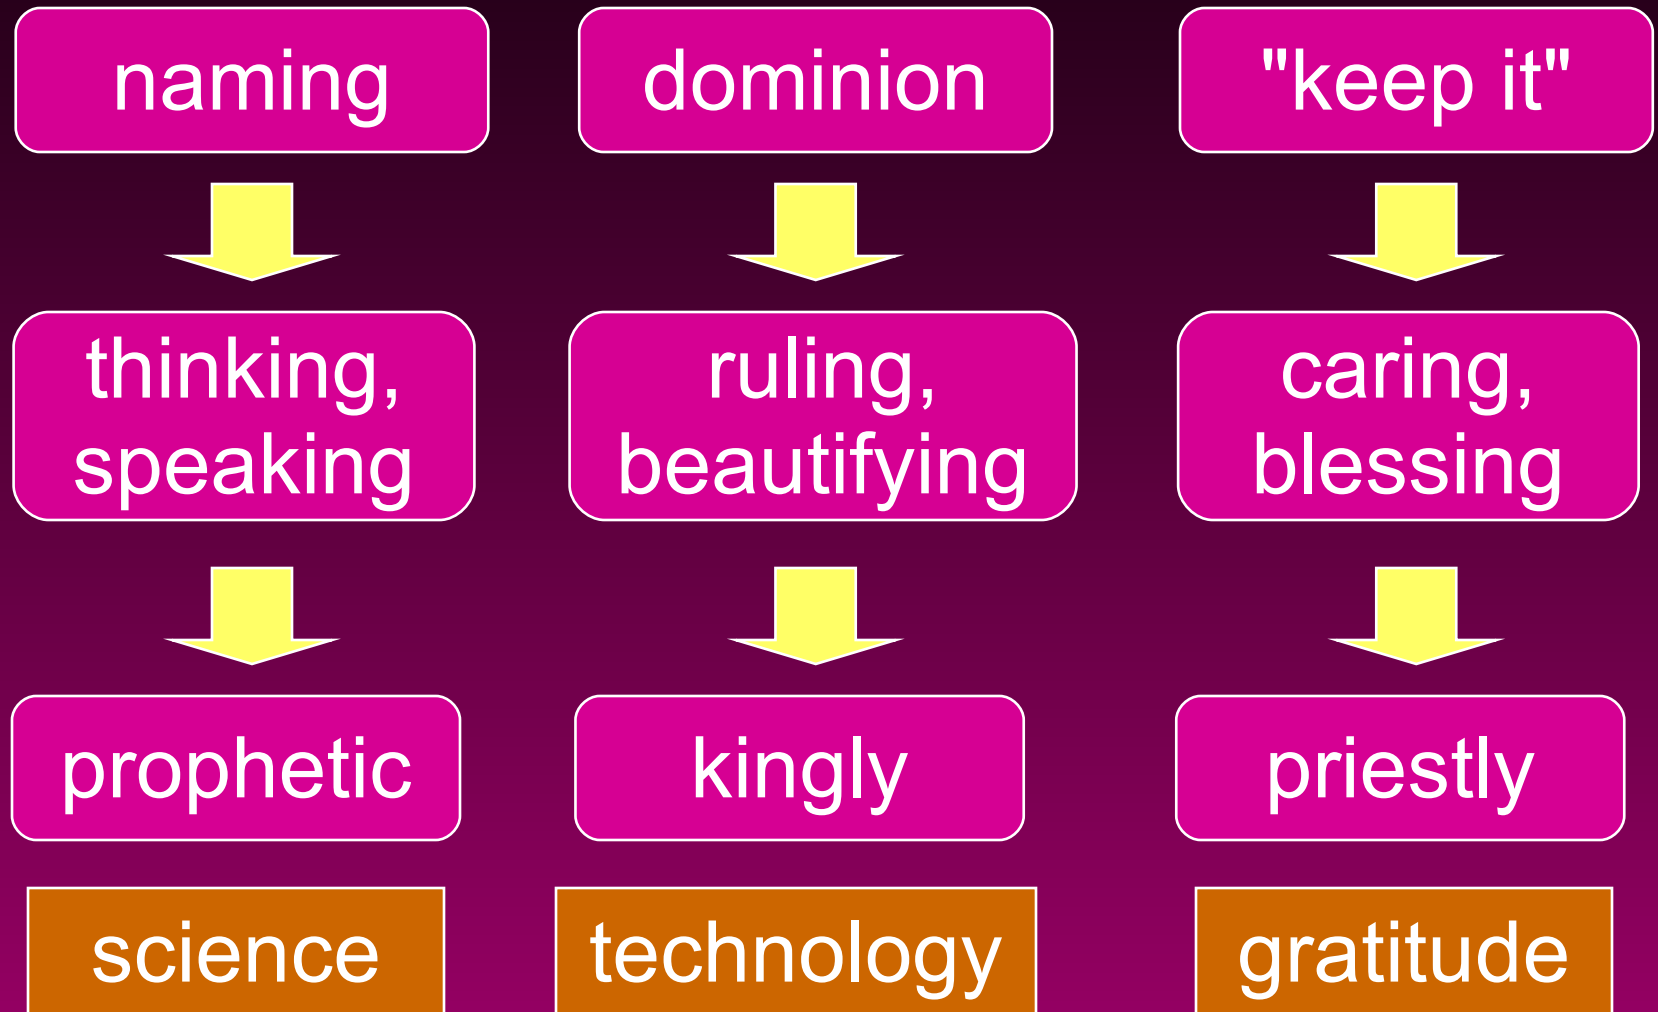 naming
dominion
"keep it"
thinking,
speaking
ruling,
beautifying
caring,
blessing
prophetic
kingly
priestly
science
technology
gratitude